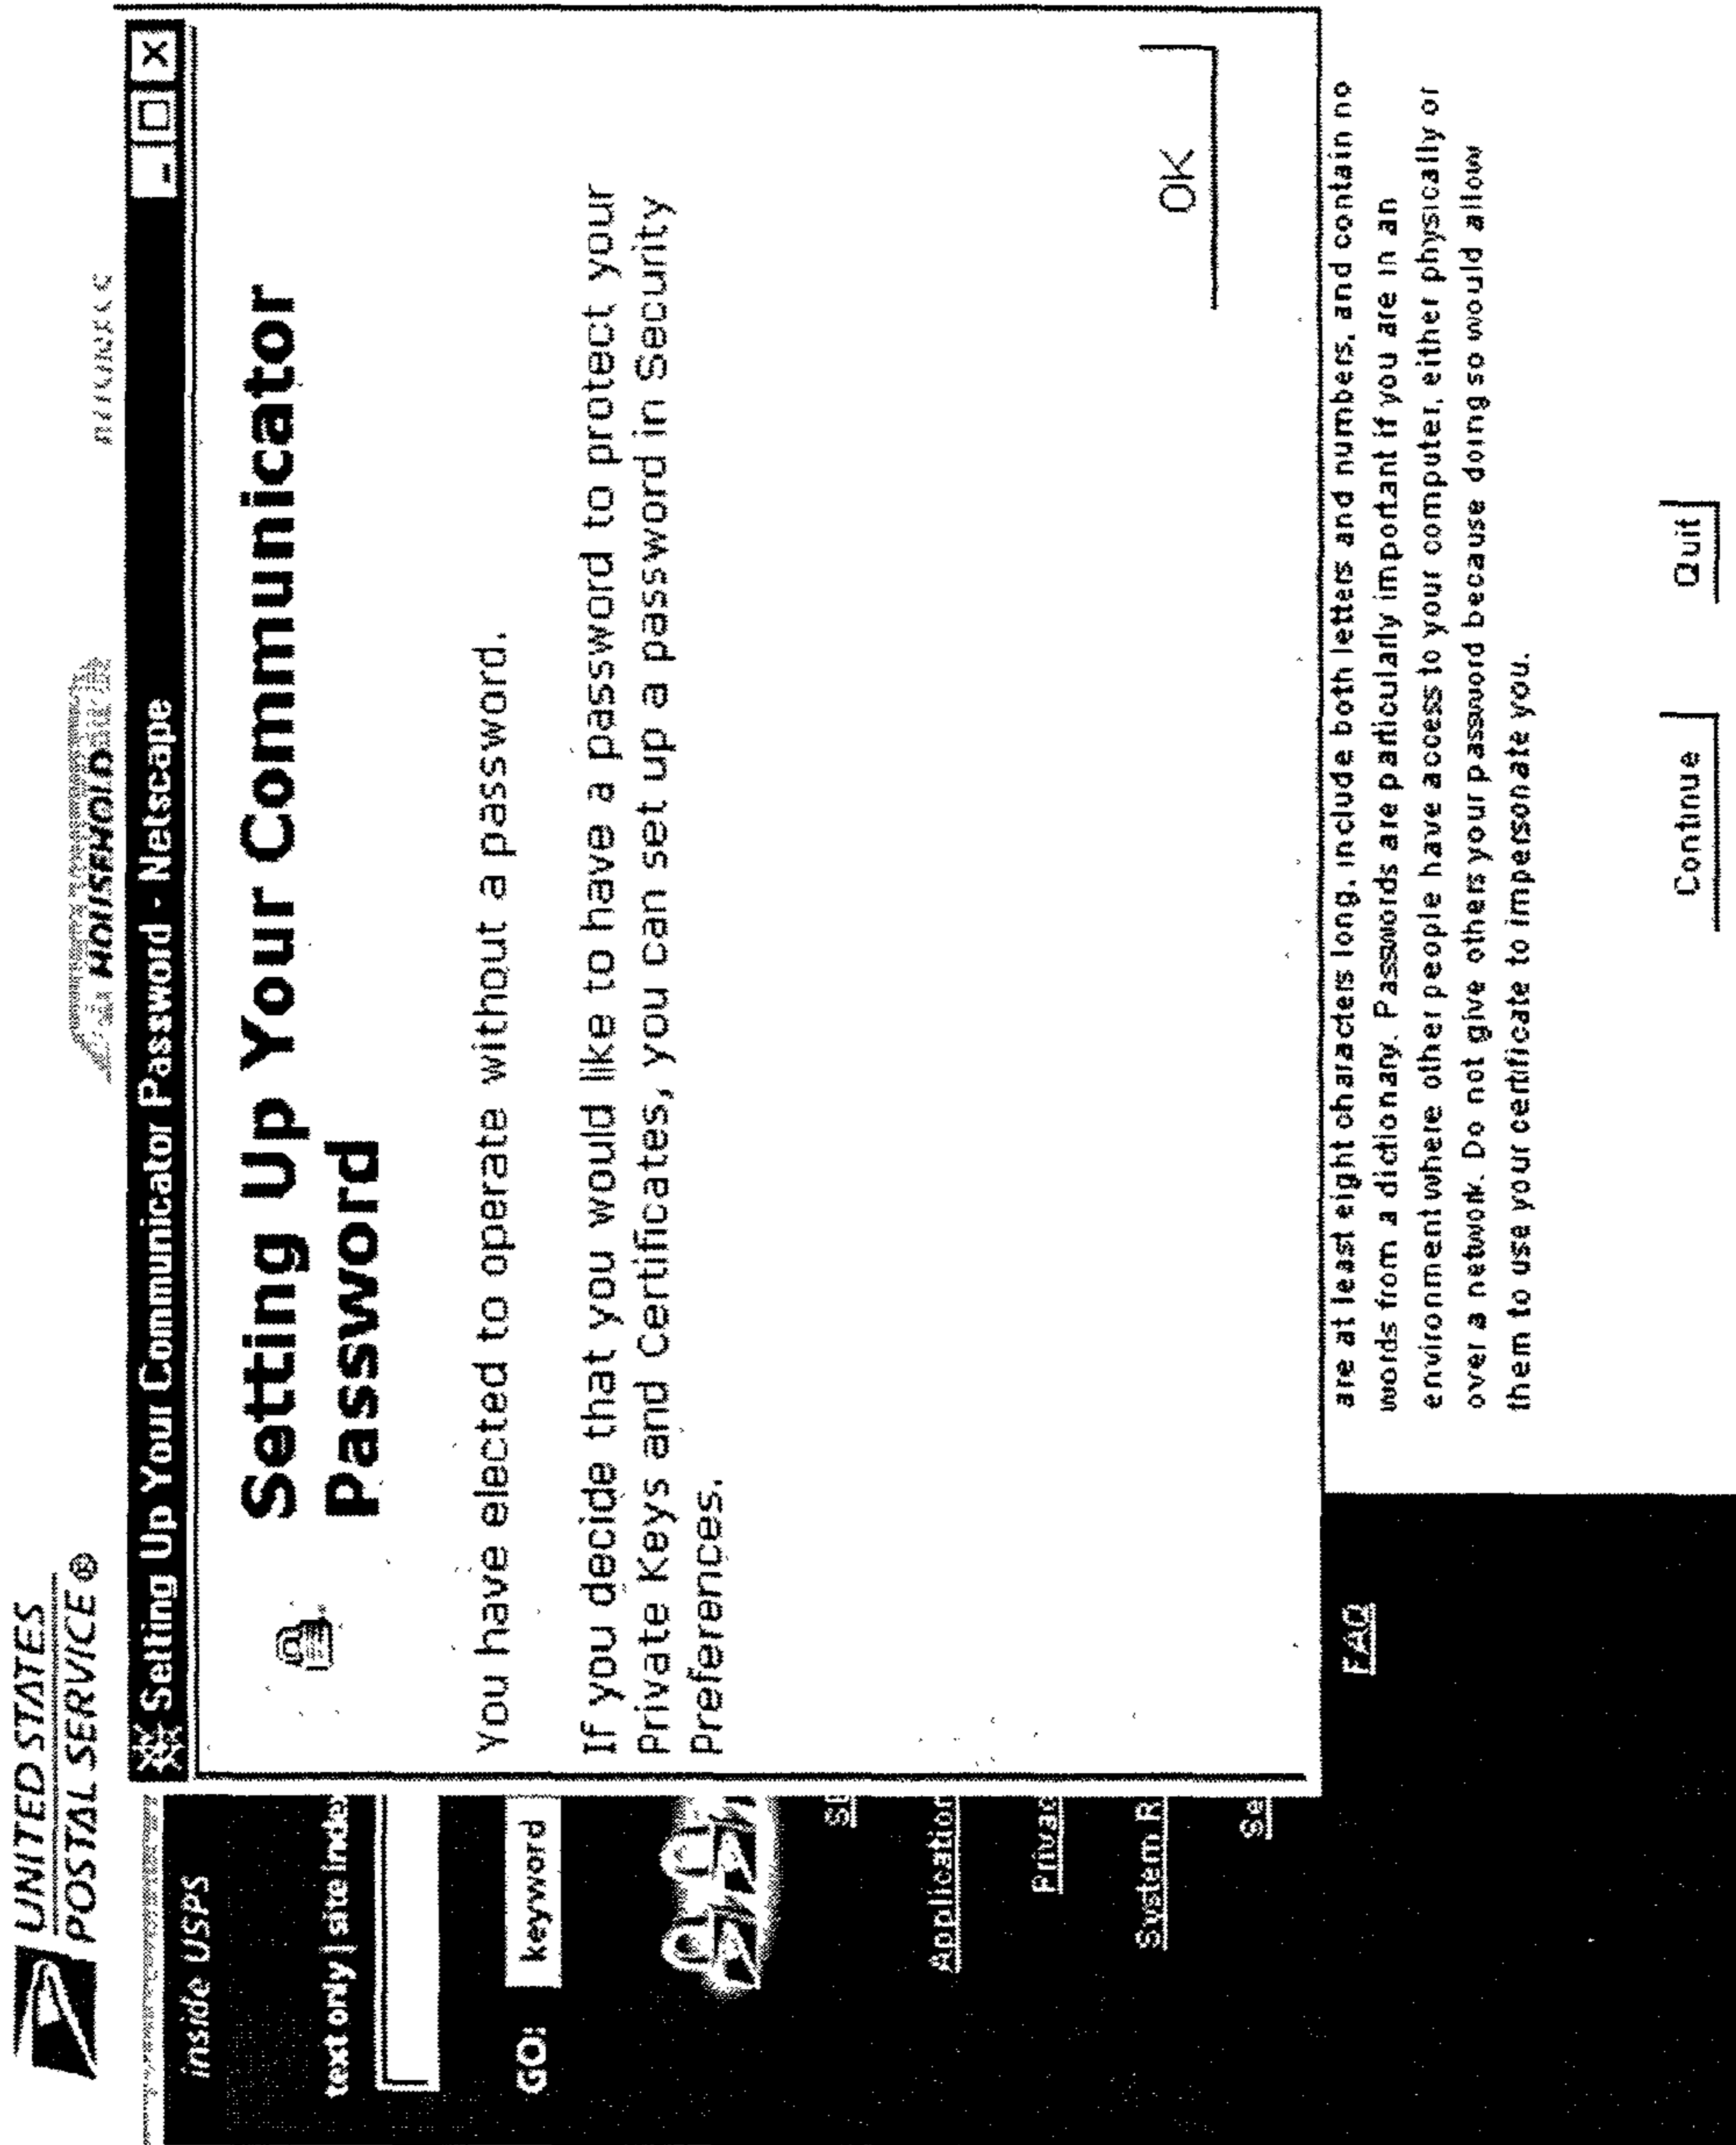 UNITED STATES
POSTAL SERVICE ®
HOUSEHOLD
Setting Up Your Communicator Password - Netscape
inside USPS
text only | site index
GO:
keyword
Application
Privac
System R
Se
FAQ
Setting Up Your Communicator
Password
You have elected to operate without a password.
If you decide that you would like to have a password to protect your
Private Keys and Certificates, you can set up a password in Security
Preferences.
OK
are at least eight characters long, include both letters and numbers, and contain no
words from a dictionary. Passwords are particularly important if you are in an
environment where other people have access to your computer, either physically or
over a network. Do not give others your password because doing so would allow
them to use your certificate to impersonate you.
Continue
Quit